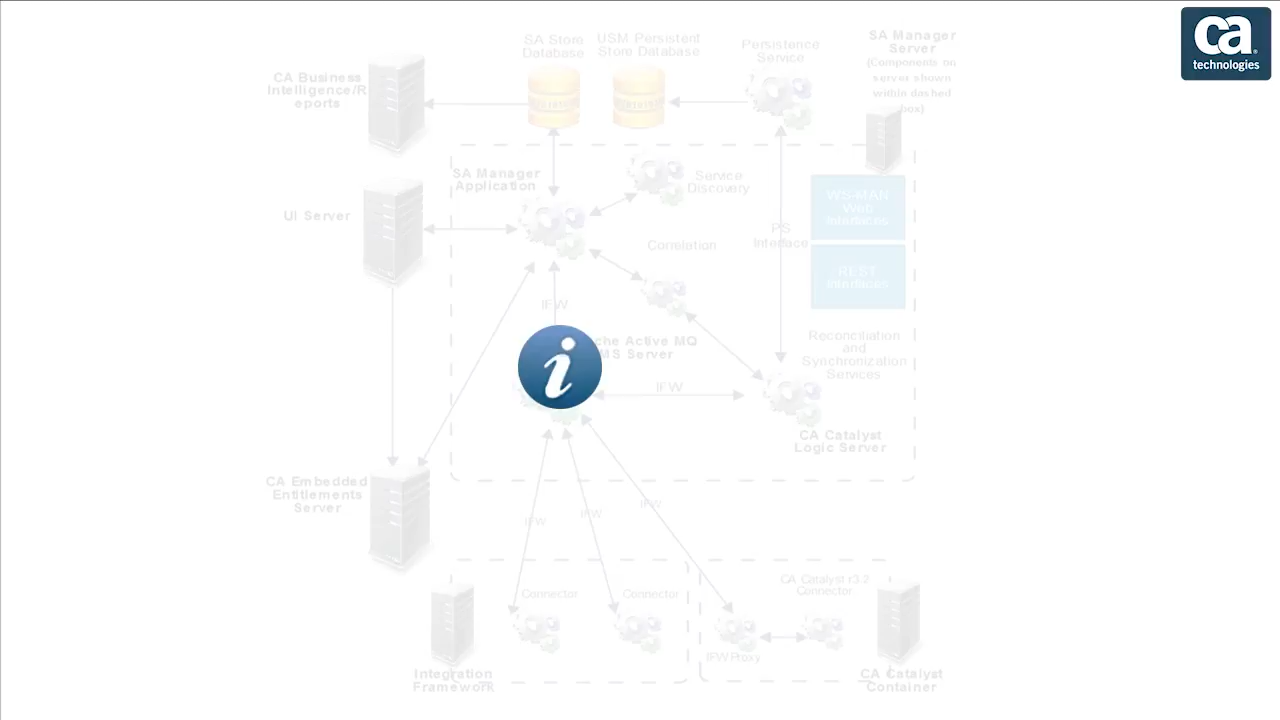 ca
technologies
SA Store
Database
USM Persistent
Store Database
Persistence
Service
SA Manager
Server
(Components on
server shown
within dashed
box)
CA Business
Intelligence/R
eports
SA Manager
Application
Service
Discovery
WS-MAN
Web
Interfaces
UI Server
PS
Interface
Correlation
REST
Interfaces
IFW
che Active MQ
MS Server
Reconciliation
and
Synchronization
Services
IFW
CA Catalyst
Logic Server
CA Embedded
Entitlements
Server
IFW
IFW
IFW
Connector
Connector
CA Catalyst r3.2
Connector
IFW Proxy
Integration
Framework
CA Catalyst
Container